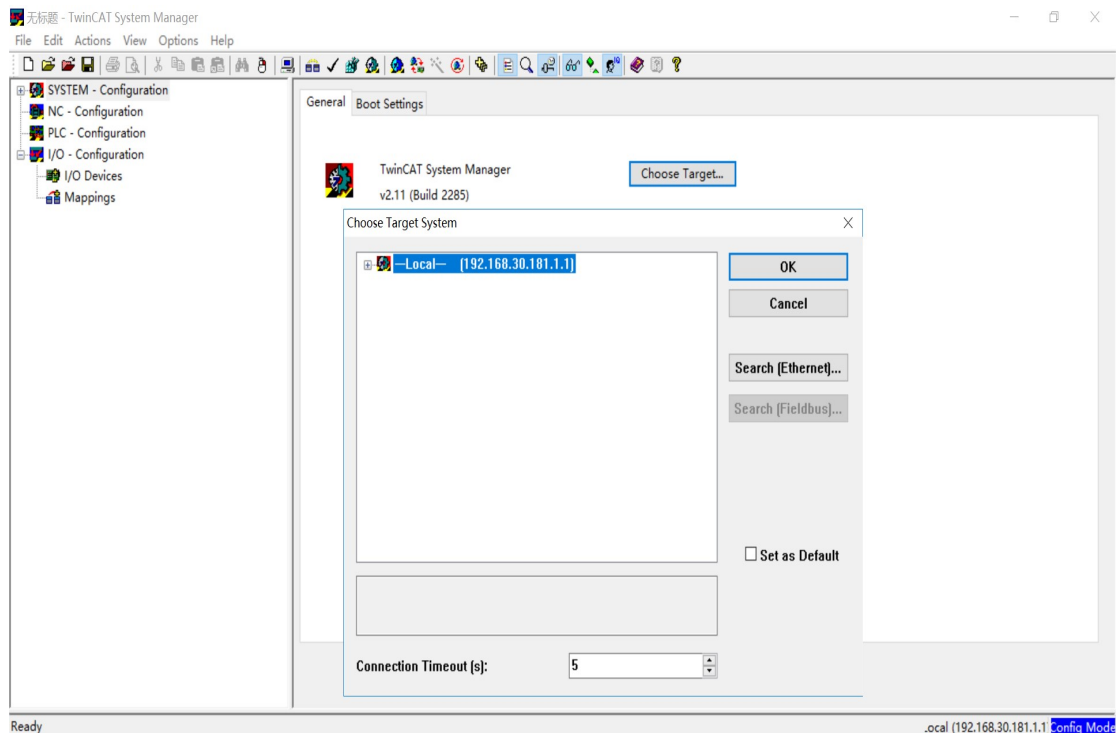 无标题 - TwinCAT System Manager
File Edit Actions View Options Help
SYSTEM - Configuration
NC - Configuration
PLC - Configuration
I/O - Configuration
I/O Devices
Mappings
General Boot Settings
TwinCAT System Manager
v2.11 (Build 2285)
Choose Target...
Choose Target System
—Local— (192.168.30.181.1.1)
OK
Cancel
Search (Ethernet)...
Search (Fieldbus)...
Set as Default
Connection Timeout (s): 5
Ready
.ocal (192.168.30.181.1.1 Config Mode